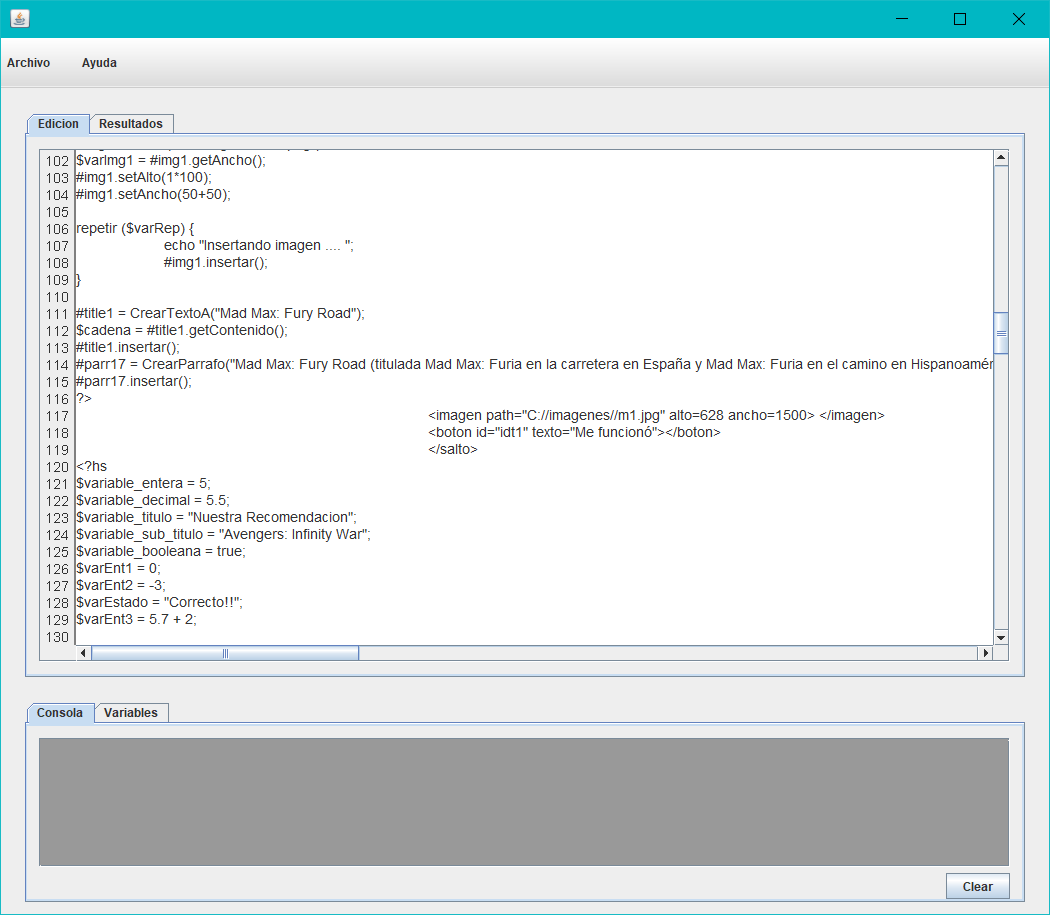 Archivo Ayuda
Edicion Resultados
102 $varImg1 = #img1.getAncho();
103 #img1.setAlto(1*100);
104 #img1.setAncho(50+50);
105
106 repetir ($varRep) {
107 echo "Insertando imagen .... ";
108 #img1.insertar();
109 }
110
111 #title1 = CrearTextoA("Mad Max: Fury Road");
112 $cadena = #title1.getContenido();
113 #title1.insertar();
114 #parr17 = CrearParrafo("Mad Max: Fury Road (titulada Mad Max: Furia en la carretera en España y Mad Max: Furia en el camino en Hispanoamér
115 #parr17.insertar();
116 ?>
117 <imagen path="C://imagenes//m1.jpg" alto=628 ancho=1500> </imagen>
118 <boton id="idt1" texto="Me funcionó"></boton>
119 </salto>
120 <?hs
121 $variable_entera = 5;
122 $variable_decimal = 5.5;
123 $variable_titulo = "Nuestra Recomendacion";
124 $variable_sub_titulo = "Avengers: Infinity War";
125 $variable_booleana = true;
126 $varEnt1 = 0;
127 $varEnt2 = -3;
128 $varEstado = "Correcto!!";
129 $varEnt3 = 5.7 + 2;
130
Consola Variables
Clear